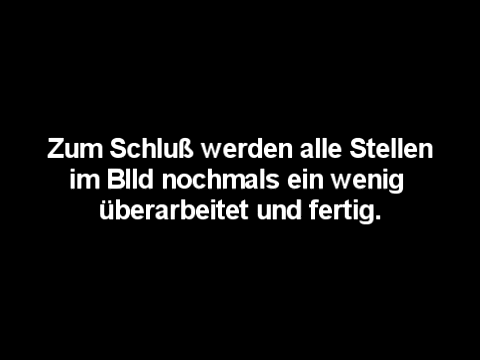 Zum Schluß werden alle Stellen
im BIld nochmals ein wenig
überarbeitet und fertig.